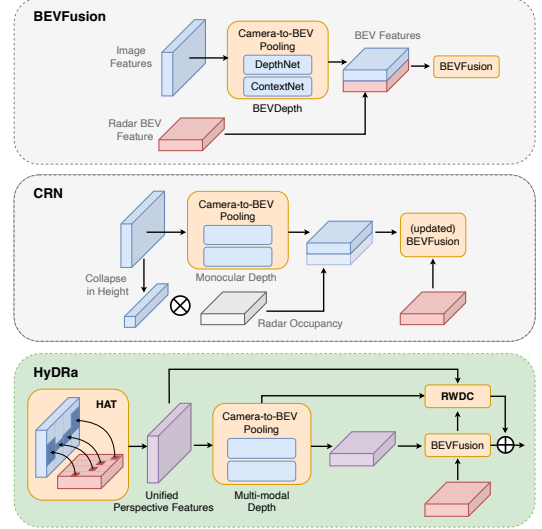 BEVFusion
Image
Features
Camera-to-BEV
Pooling
DepthNet
ContextNet
BEVDepth
BEV Features
BEVFusion
Radar BEV
Feature
CRN
Camera-to-BEV
Pooling
Monocular Depth
(updated)
BEVFusion
Collapse
in Height
Radar Occupancy
HyDRa
HAT
Camera-to-BEV
Pooling
RWDC
BEVFusion
Unified
Perspective Features
Multi-modal
Depth